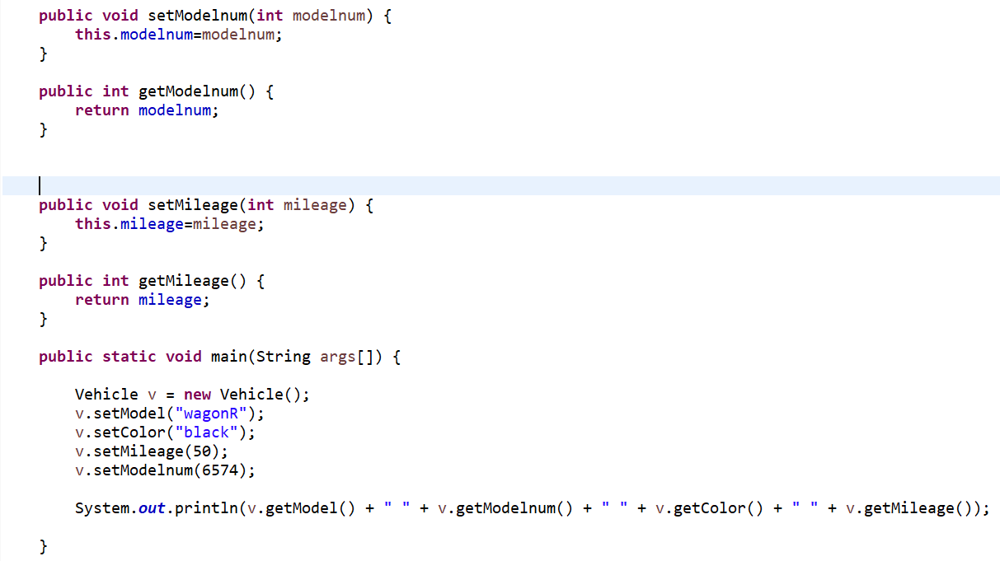 public void setModelnum(int modelnum) {
this.modelnum=modelnum;
}
public int getModelnum() {
return modelnum;
}
public void setMileage(int mileage) {
this.mileage=mileage;
}
public int getMileage() {
return mileage;
}
public static void main(String args[]) {
Vehicle v = new Vehicle();
v.setModel("wagonR");
v.setColor("black");
v.setMileage(50);
v.setModelnum(6574);
System.out.println(v.getModel() + " " + v.getModelnum() + " " + v.getColor() + " " + v.getMileage());
}